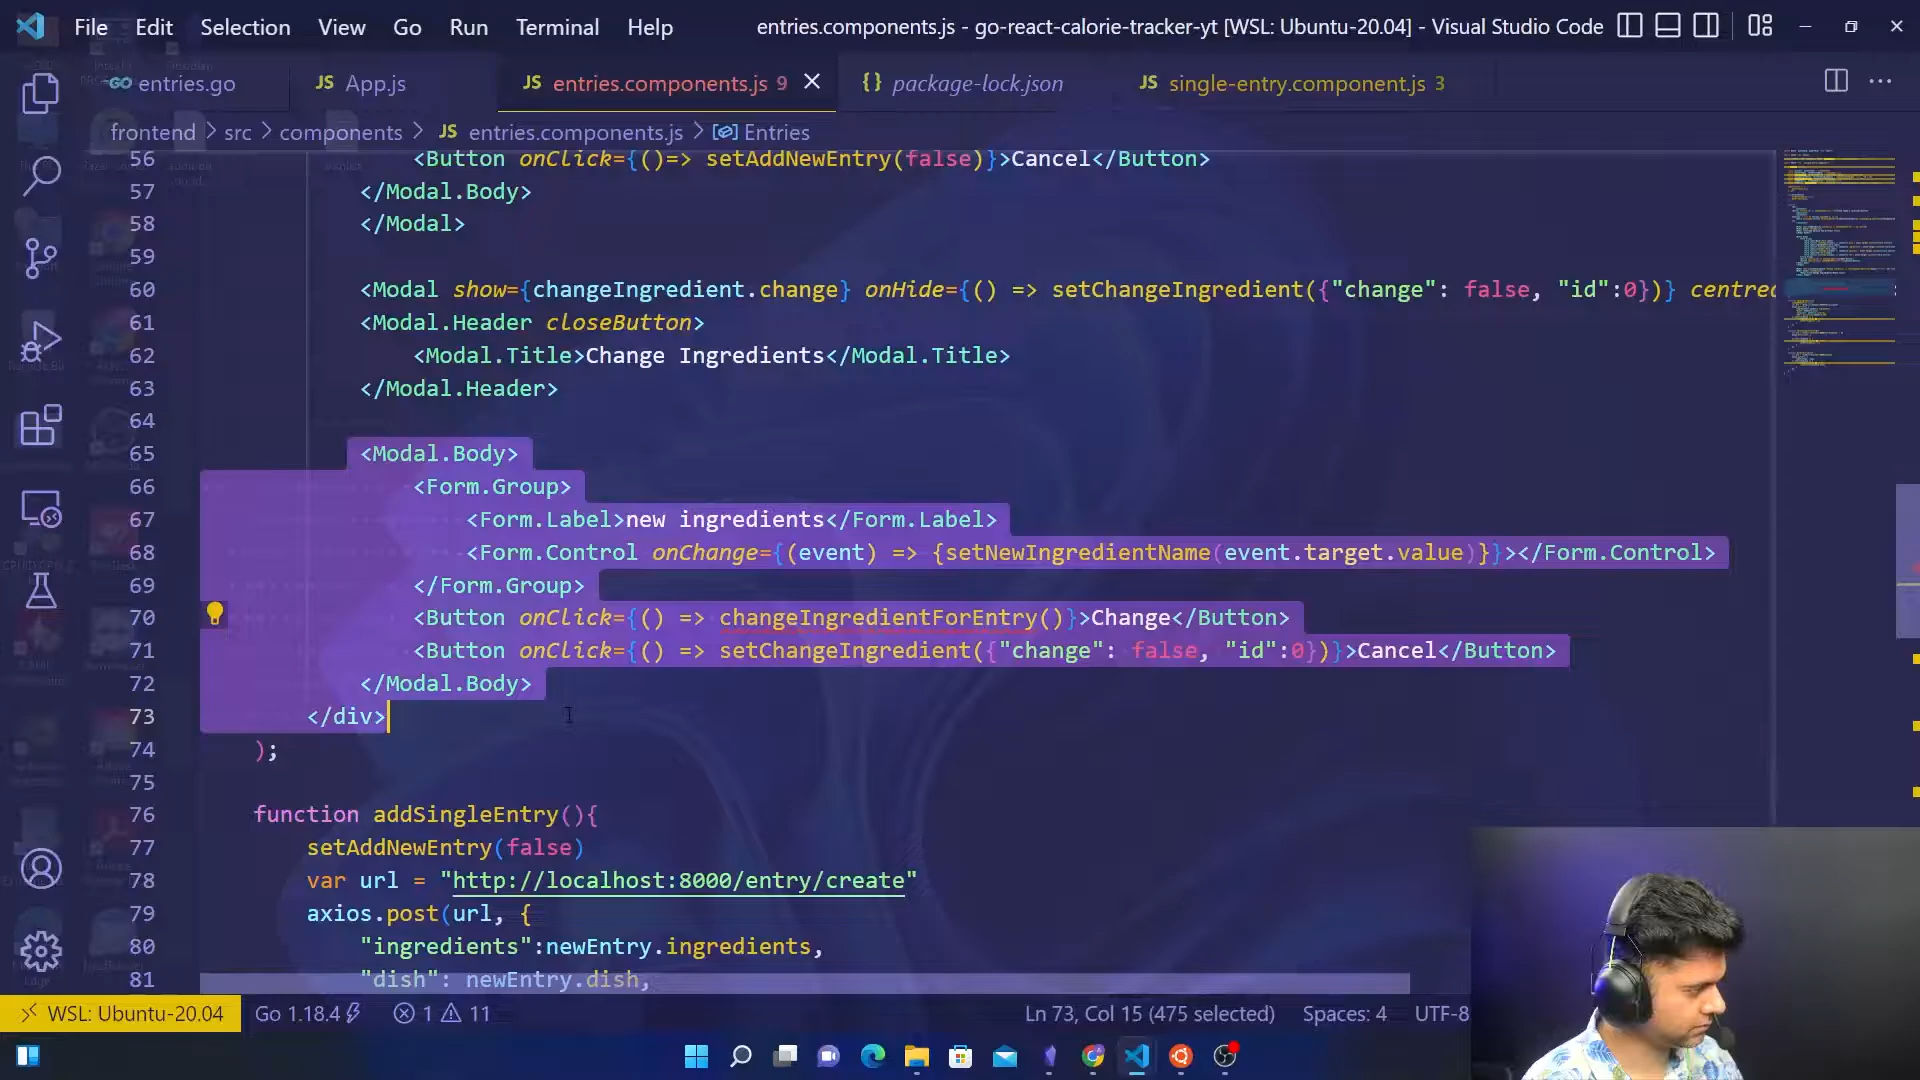 File Edit Selection View Go Run Terminal Help
entries.components.js - go-react-calorie-tracker-yt [WSL: Ubuntu-20.04] - Visual Studio Code
GO entries.go
JS App.js
JS entries.components.js 9
{} package-lock.json
JS single-entry.component.js 3
frontend > src > components > JS entries.components.js > Entries
56 <Button onClick={()=> setAddNewEntry(false)}>Cancel</Button>
57 </Modal.Body>
58 </Modal>
59
60 <Modal show={changeIngredient.change} onHide={() => setChangeIngredient({"change": false, "id":0})} centred
61 <Modal.Header closeButton>
62 <Modal.Title>Change Ingredients</Modal.Title>
63 </Modal.Header>
64
65 <Modal.Body>
66 <Form.Group>
67 <Form.Label>new ingredients</Form.Label>
68 <Form.Control onChange={(event) => {setNewIngredientName(event.target.value)}}></Form.Control>
69 </Form.Group>
70 <Button onClick={() => changeIngredientForEntry()}>Change</Button>
71 <Button onClick={() => setChangeIngredient({"change": false, "id":0})}>Cancel</Button>
72 </Modal.Body>
73 </div>
74 );
75
76 function addSingleEntry(){
77 setAddNewEntry(false)
78 var url = "http://localhost:8000/entry/create"
79 axios.post(url, {
80 "ingredients":newEntry.ingredients,
81 "dish": newEntry.dish,
WSL: Ubuntu-20.04 Go 1.18.4 1 11 Ln 73, Col 15 (475 selected) Spaces: 4 UTF-8